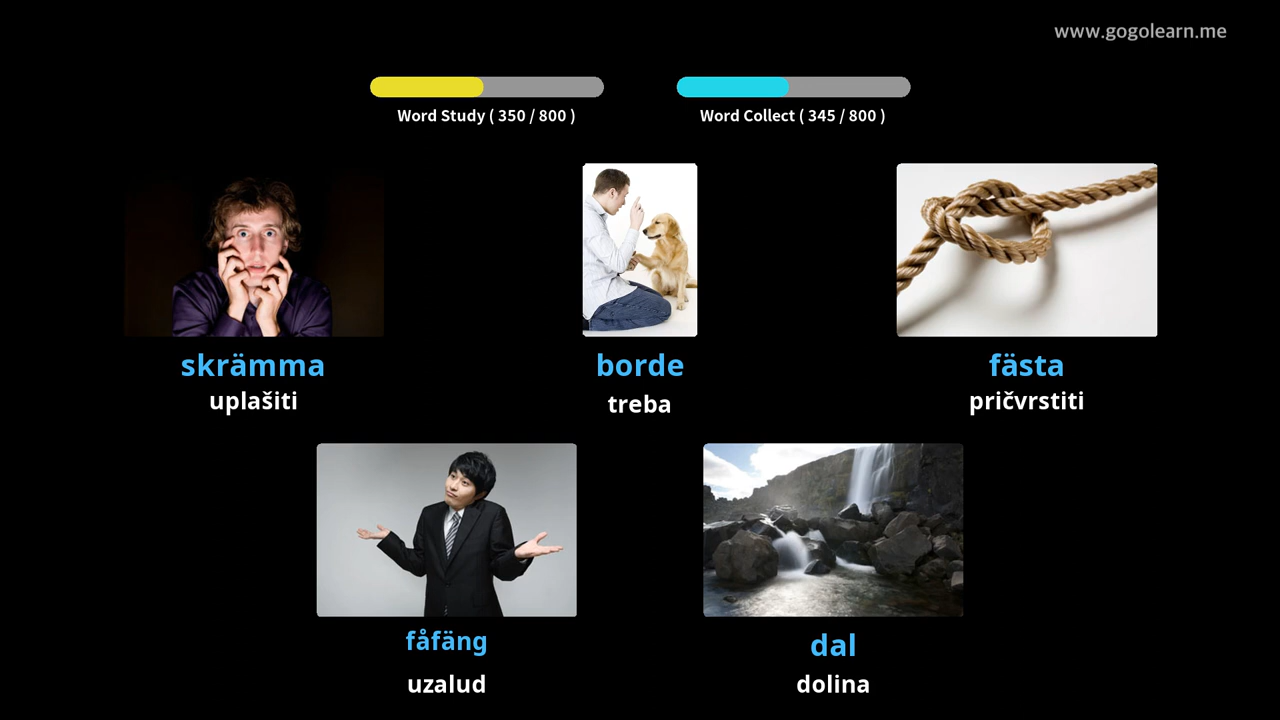 www.gogolearn.me
Word Study ( 350 / 800 )
Word Collect ( 345 / 800 )
skrämma
uplašiti
borde
treba
fästa
pričvrstiti
fåfäng
uzalud
dal
dolina